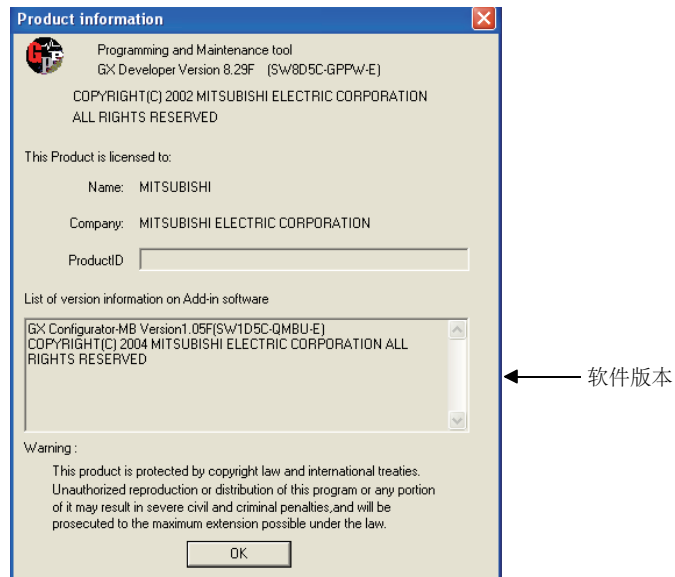 Product information
Programming and Maintenance tool
GX Developer Version 8.29F (SW8D5C-GPPW-E)
COPYRIGHT(C) 2002 MITSUBISHI ELECTRIC CORPORATION
ALL RIGHTS RESERVED
This Product is licensed to:
Name: MITSUBISHI
Company: MITSUBISHI ELECTRIC CORPORATION
ProductID
List of version information on Add-in software
GX Configurator-MB Version1.05F(SW1D5C-QMBU-E)
COPYRIGHT(C) 2004 MITSUBISHI ELECTRIC CORPORATION ALL
RIGHTS RESERVED
软件版本
Warning :
This product is protected by copyright law and international treaties.
Unauthorized reproduction or distribution of this program or any portion
of it may result in severe civil and criminal penalties,and will be
prosecuted to the maximum extension possible under the law.
OK